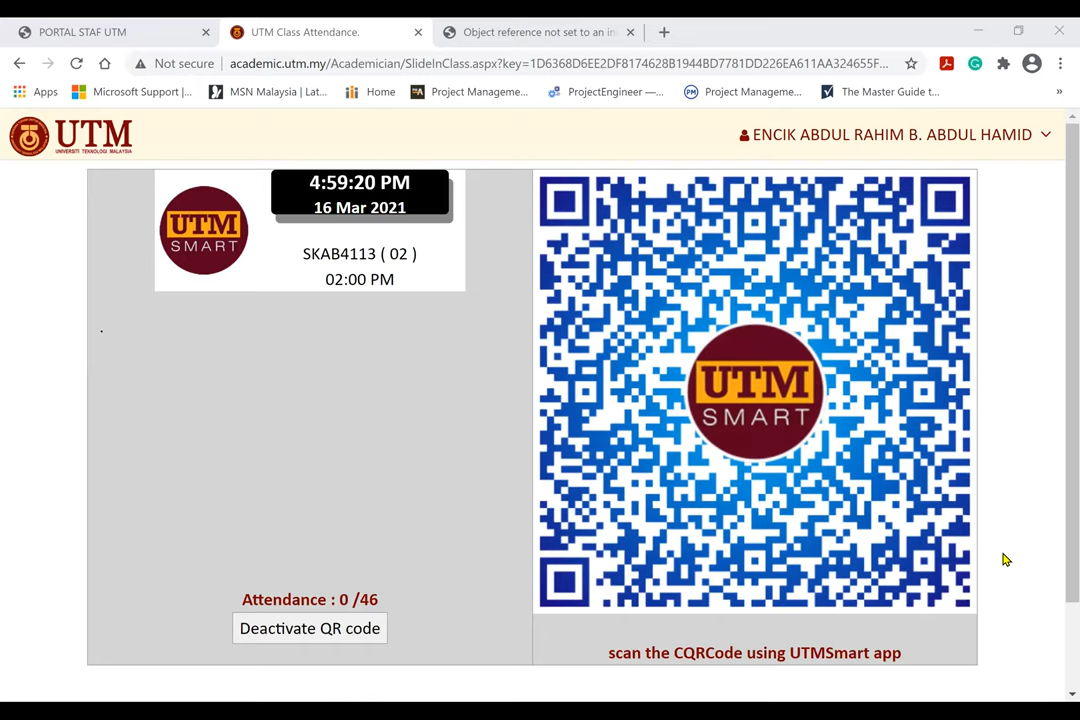 PORTAL STAF UTM
UTM Class Attendance.
Object reference not set to an in
Not secure
academic.utm.my/Academician/SlideInClass.aspx?key=1D6368D6EE2DF8174628B1944BD7781DD226EA611AA324655F...
Apps
Microsoft Support |...
MSN Malaysia | Lat...
Home
Project Manageme...
ProjectEngineer —...
Project Manageme...
The Master Guide t...
»
UTM
UNIVERSITI TEKNOLOGI MALAYSIA
ENCIK ABDUL RAHIM B. ABDUL HAMID
UTM
SMART
4:59:20 PM
16 Mar 2021
SKAB4113 ( 02 )
02:00 PM
.
UTM
SMART
Attendance : 0 /46
Deactivate QR code
scan the CQRCode using UTMSmart app